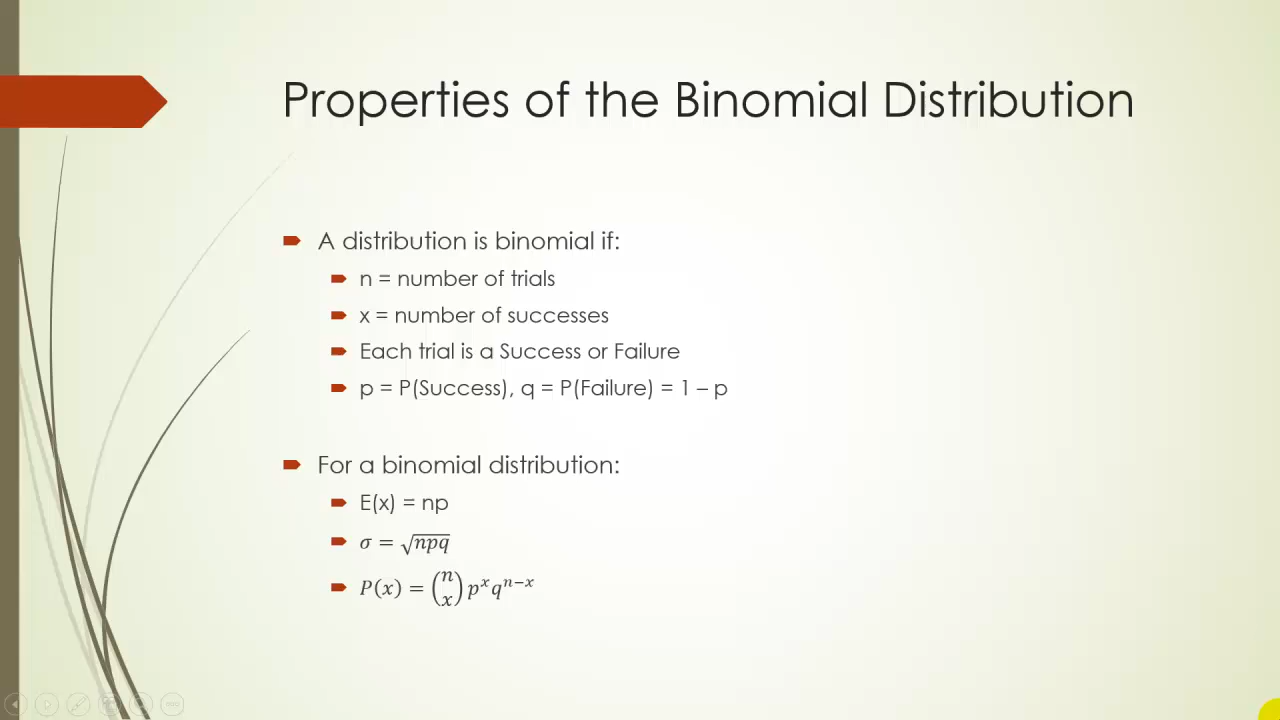 Properties of the Binomial Distribution
A distribution is binomial if:
n = number of trials
x = number of successes
Each trial is a Success or Failure
p = P(Success), q = P(Failure) = 1 – p
For a binomial distribution:
E(x) = np
σ = √npq
P(x) = (n x) pˣqⁿ⁻ˣ